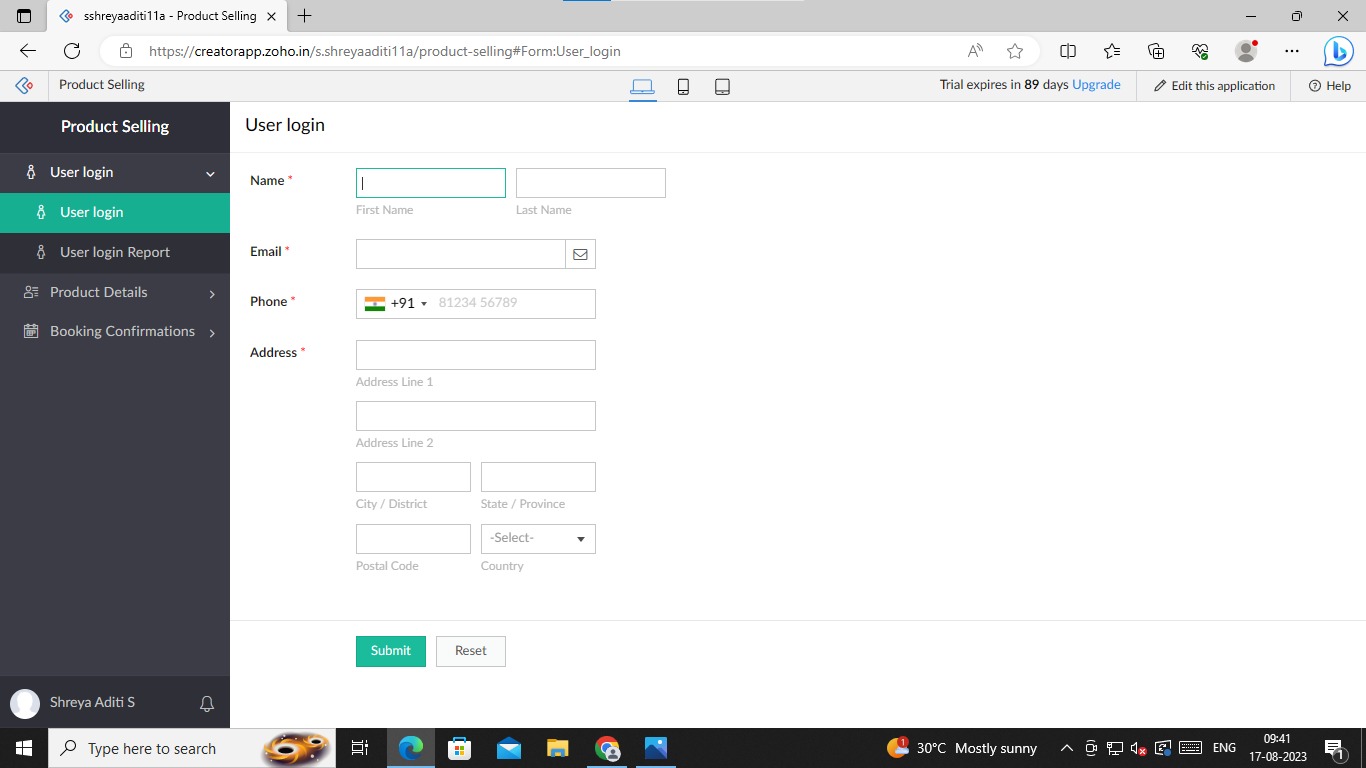 sshreyaaditi11a - Product Selling
https://creatorapp.zoho.in/s.shreyaaditi11a/product-selling#Form:User_login
Product Selling
Trial expires in 89 days Upgrade
Edit this application
Help
Product Selling
User login
User login
User login Report
Product Details
Booking Confirmations
Shreya Aditi S
User login
Name *
First Name
Last Name
Email *
Phone *
+91
81234 56789
Address *
Address Line 1
Address Line 2
City / District
State / Province
-Select-
Postal Code
Country
Submit
Reset
Type here to search
1
30°C Mostly sunny
ENG
09:41
17-08-2023
1